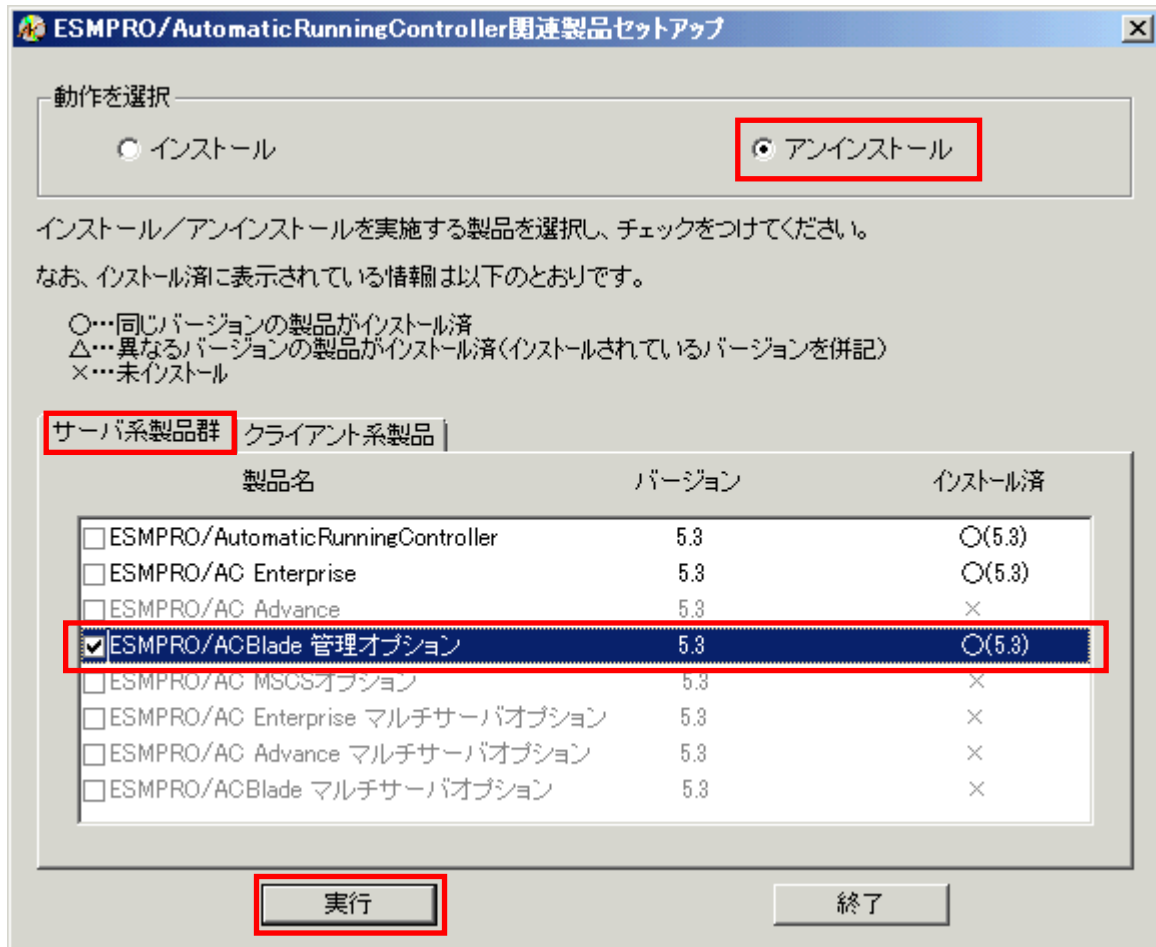 ESMPRO/AutomaticRunningController関連製品セットアップ
動作を選択
インストール
アンインストール
インストール／アンインストールを実施する製品を選択し、チェックをつけてください。
なお、インストール済に表示されている情報は以下のとおりです。
○…同じバージョンの製品がインストール済
△…異なるバージョンの製品がインストール済(インストールされているバージョンを併記)
×…未インストール
サーバ系製品群 クライアント系製品
製品名 バージョン インストール済
ESMPRO/AutomaticRunningController 5.3 ○(5.3)
ESMPRO/AC Enterprise 5.3 ○(5.3)
ESMPRO/AC Advance 5.3 ×
ESMPRO/ACBlade 管理オプション 5.3 ○(5.3)
ESMPRO/AC MSCSオプション 5.3 ×
ESMPRO/AC Enterprise マルチサーバオプション 5.3 ×
ESMPRO/AC Advance マルチサーバオプション 5.3 ×
ESMPRO/ACBlade マルチサーバオプション 5.3 ×
実行 終了